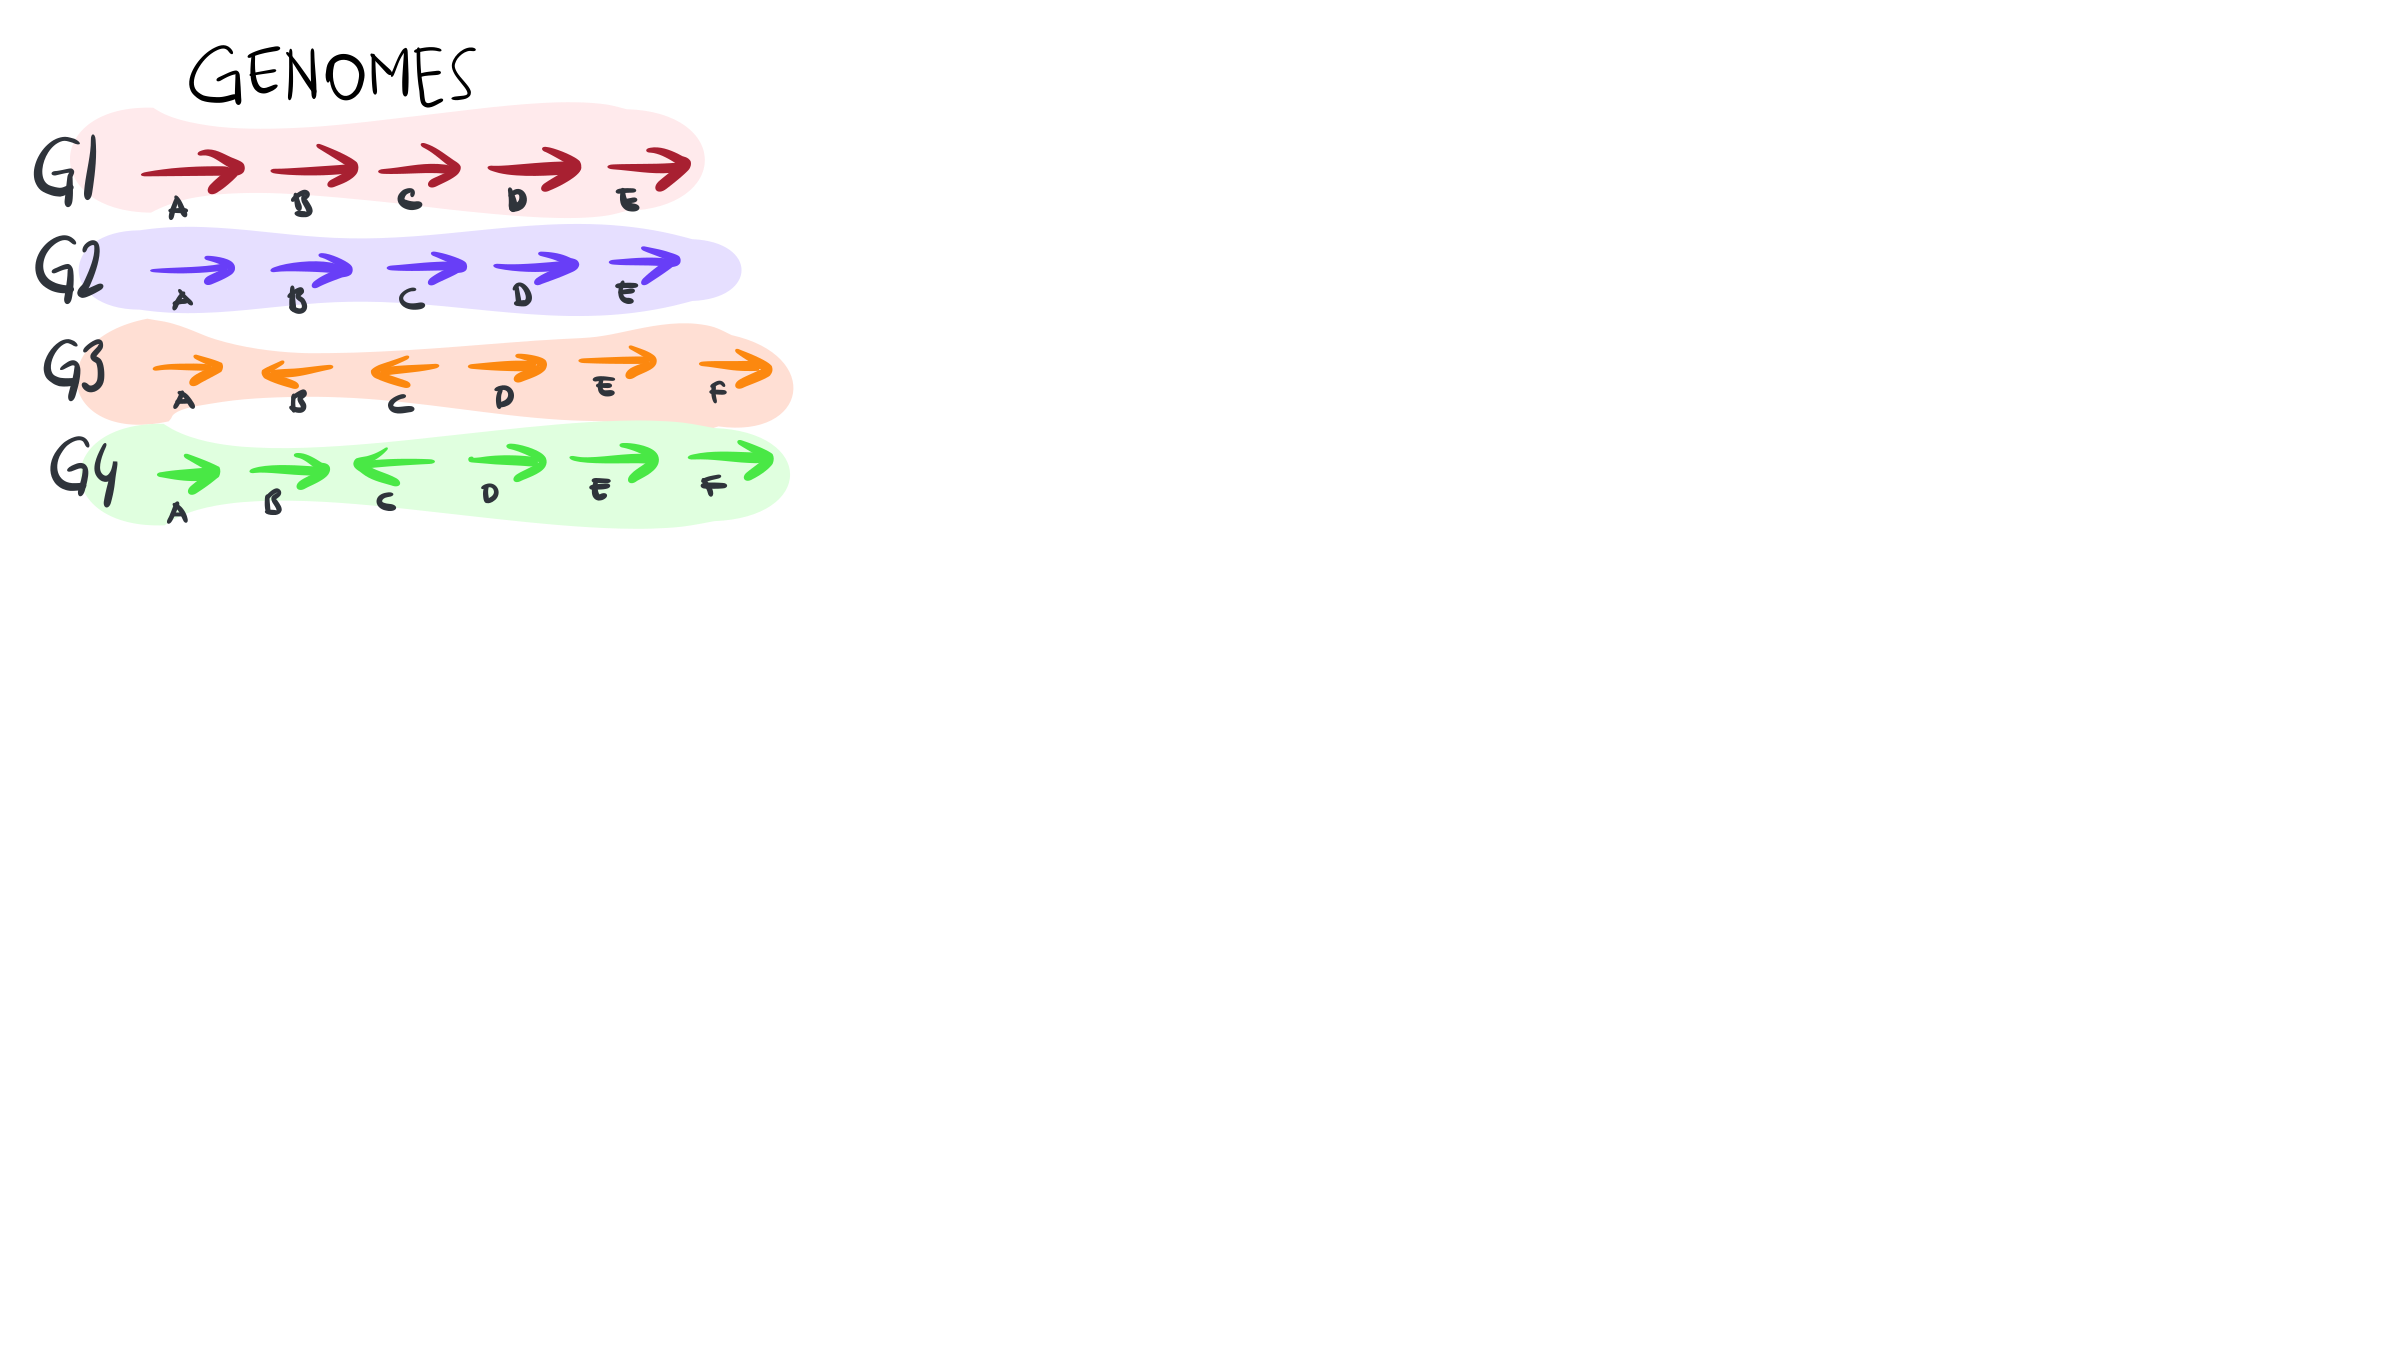 GENOMES
G1 A B C D E
G2 A B C D E
G3 A B C D E F
G4 A B C D E F